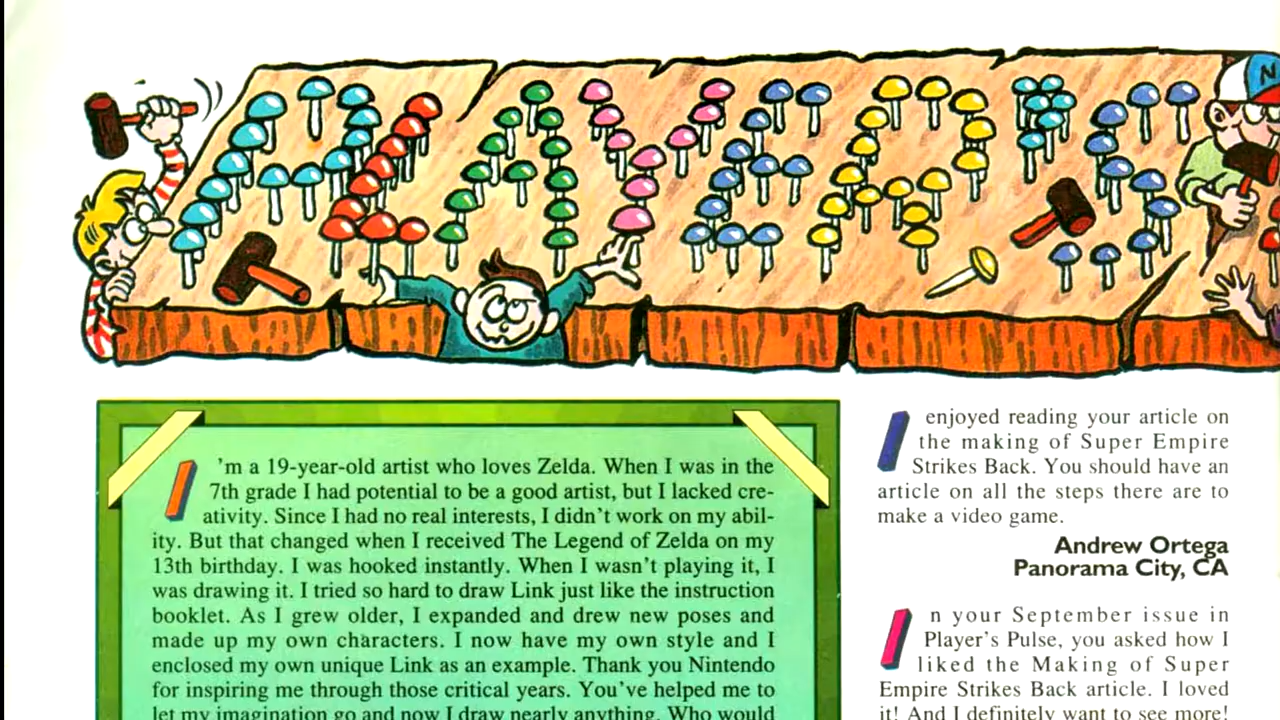 PLAYER'S
N
I'm a 19-year-old artist who loves Zelda. When I was in the
7th grade I had potential to be a good artist, but I lacked cre-
ativity. Since I had no real interests, I didn't work on my abil-
ity. But that changed when I received The Legend of Zelda on my
13th birthday. I was hooked instantly. When I wasn't playing it, I
was drawing it. I tried so hard to draw Link just like the instruction
booklet. As I grew older, I expanded and drew new poses and
made up my own characters. I now have my own style and I
enclosed my own unique Link as an example. Thank you Nintendo
for inspiring me through those critical years. You've helped me to
let my imagination go and now I draw nearly anything. Who would
I enjoyed reading your article on
the making of Super Empire
Strikes Back. You should have an
article on all the steps there are to
make a video game.
Andrew Ortega
Panorama City, CA
In your September issue in
Player's Pulse, you asked how I
liked the Making of Super
Empire Strikes Back article. I loved
it! And I definitely want to see more!